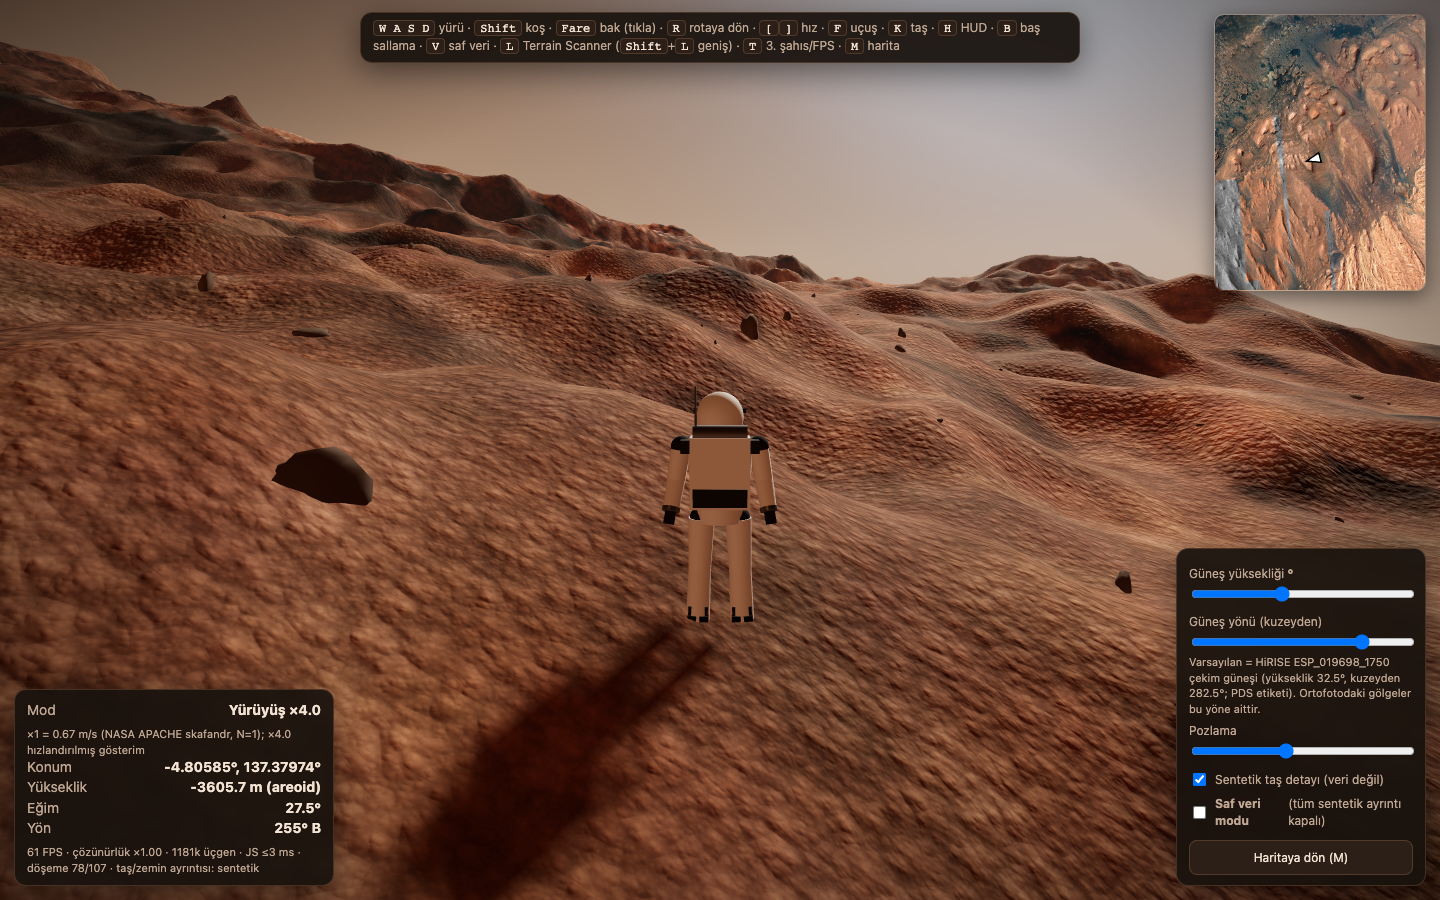 W A S D yürü · Shift koş · Fare bak (tıkla) · R rotaya dön · [ ] hız · F uçuş · K taş · H HUD · B baş
sallama · V saf veri · L Terrain Scanner (Shift+L geniş) · T 3. şahıs/FPS · M harita
Güneş yüksekliği °
Güneş yönü (kuzeyden)
Varsayılan = HiRISE ESP_019698_1750
çekim güneşi (yükseklik 32.5°, kuzeyden
282.5°; PDS etiketi). Ortofotodaki gölgeler
bu yöne aittir.
Pozlama
Sentetik taş detayı (veri değil)
Saf veri modu (tüm sentetik ayrıntı kapalı)
Haritaya dön (M)
Mod Yürüyüş ×4.0
×1 = 0.67 m/s (NASA APACHE skafandr, N=1); ×4.0
hızlandırılmış gösterim
Konum -4.80585°, 137.37974°
Yükseklik -3605.7 m (areoid)
Eğim 27.5°
Yön 255° B
61 FPS · çözünürlük ×1.00 · 1181k üçgen · JS ≤3 ms ·
döşeme 78/107 · taş/zemin ayrıntısı: sentetik